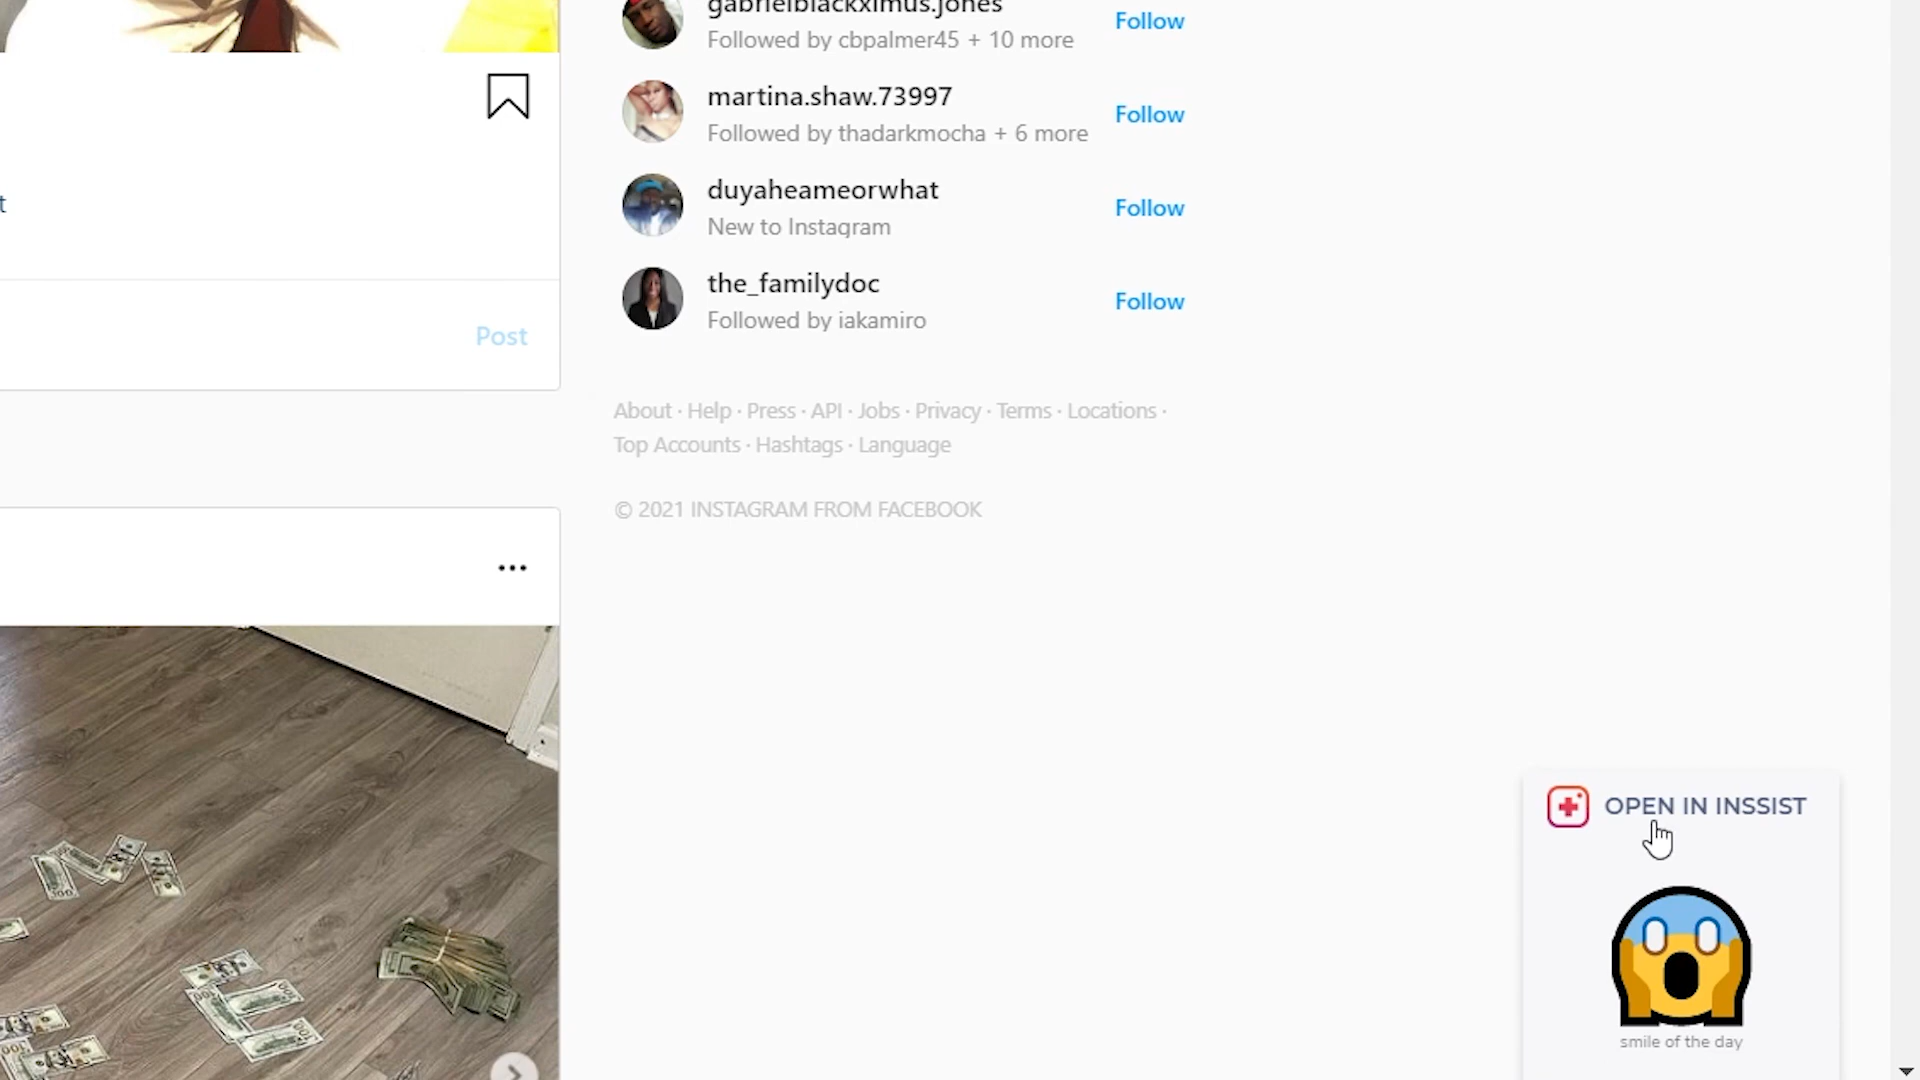 gabrielblackximus.jones
Followed by cbpalmer45 + 10 more
Follow
martina.shaw.73997
Followed by thadarkmocha + 6 more
Follow
duyaheameorwhat
New to Instagram
Follow
the_familydoc
Followed by iakamiro
Follow
t
Post
About · Help · Press · API · Jobs · Privacy · Terms · Locations ·
Top Accounts · Hashtags · Language
© 2021 INSTAGRAM FROM FACEBOOK
OPEN IN INSSIST
smile of the day